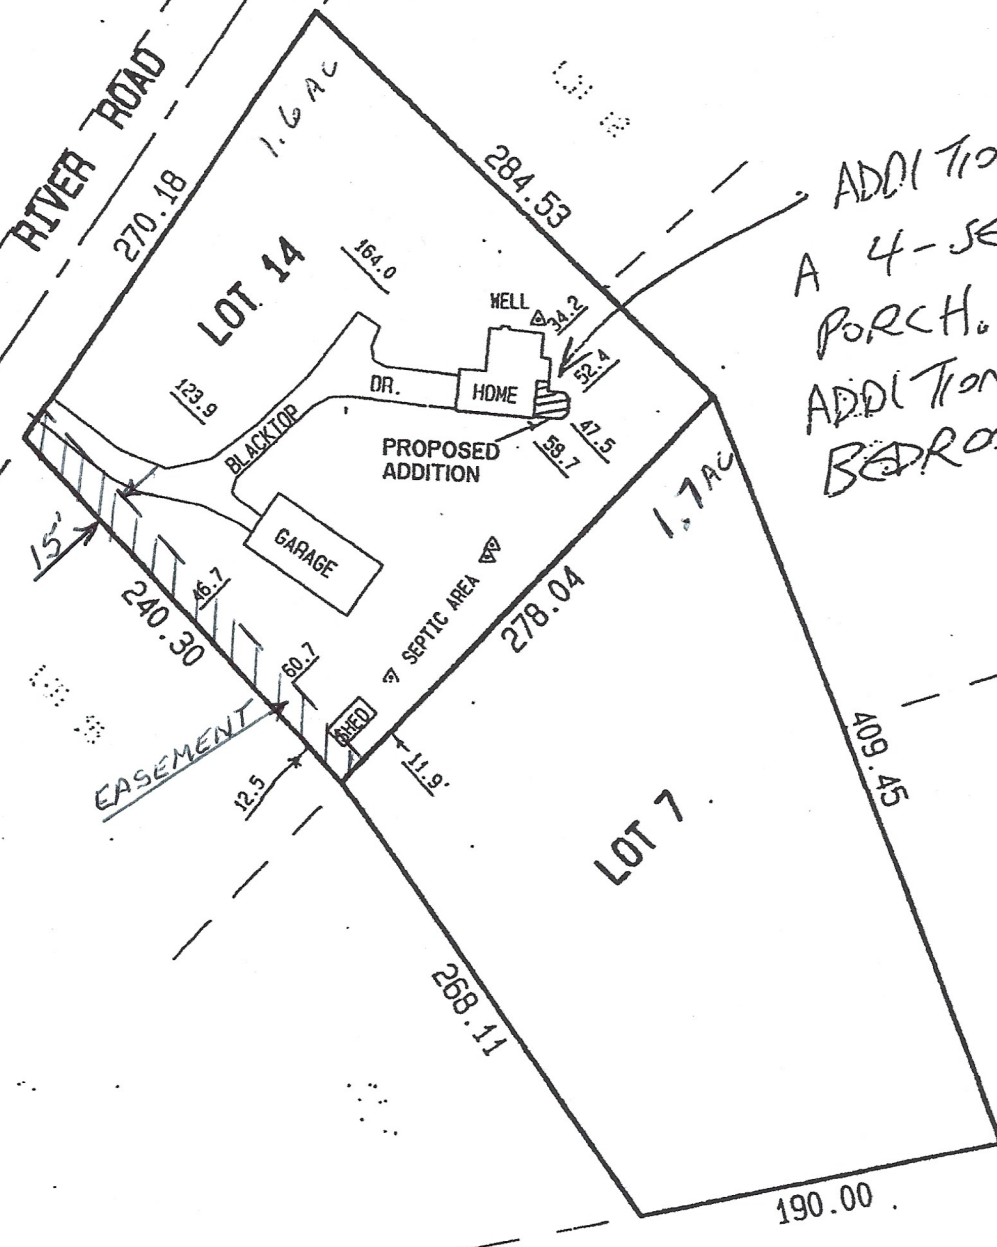 RIVER ROAD
1.6 AC
270.18
284.53
LOT 14
164.0
WELL
34.2
ADDITIO
A 4-SE
PORCH.
ADDITION
BEDROO
52.4
123.9
DR.
HOME
BLACKTOP
PROPOSED
ADDITION
47.5
58.7
1.7 AC
GARAGE
15'
46.7
240.30
SEPTIC AREA
278.04
60.7
SHED
EASEMENT
12.5
11.9'
409.45
LOT 7
268.11
190.00